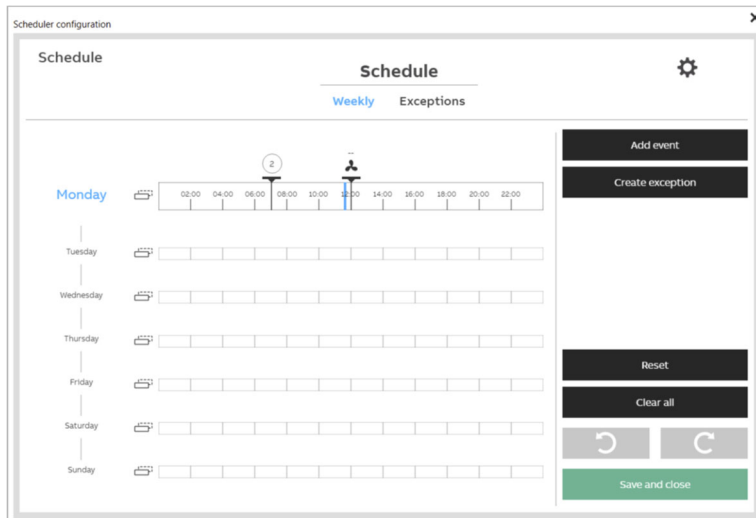 Scheduler configuration
Schedule
Schedule
Weekly Exceptions
Add event
Create exception
2
...
Monday
02:00 04:00 06:00 08:00 10:00 12:00 14:00 16:00 18:00 20:00 22:00
Tuesday
Wednesday
Thursday
Friday
Saturday
Sunday
Reset
Clear all
Save and close